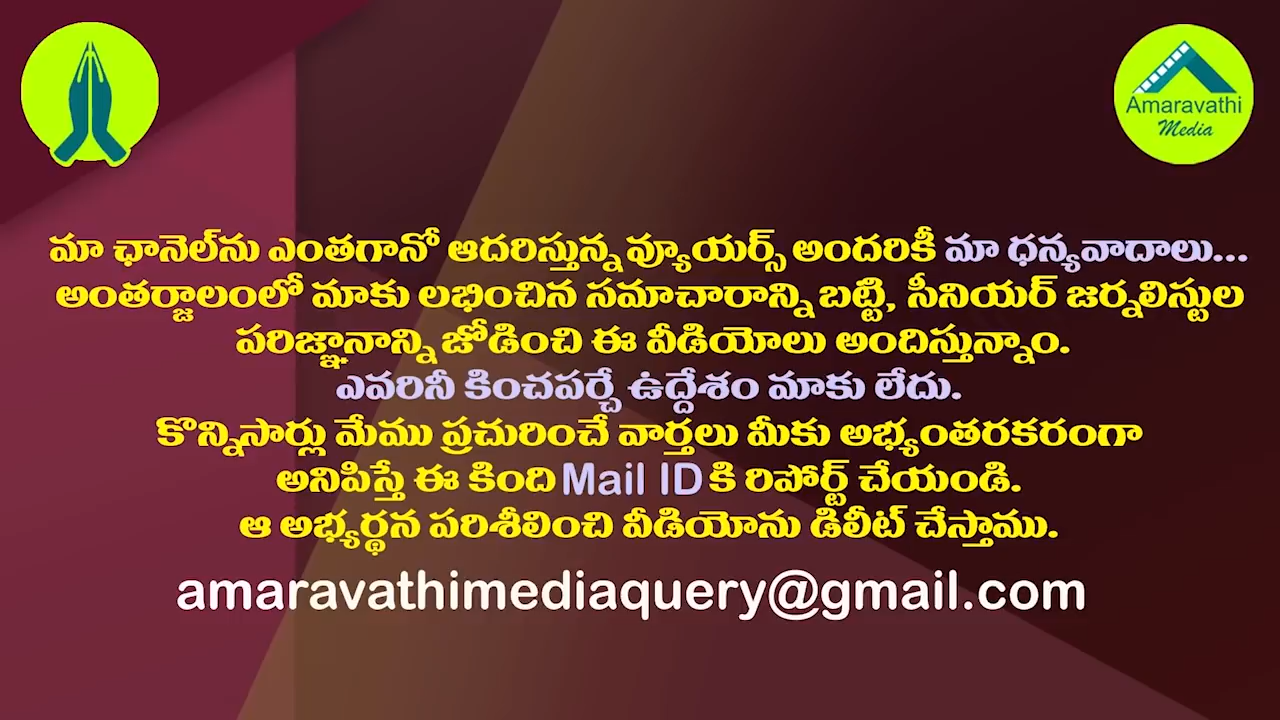 Amaravathi
Media
మా ఛానెల్‌ను ఎంతగానో ఆదరిస్తున్న వ్యూయర్స్ అందరికీ మా ధన్యవాదాలు...
అంతర్జాలంలో మాకు లభించిన సమాచారాన్ని బట్టి, సీనియర్ జర్నలిస్టుల
పరిజ్ఞానాన్ని జోడించి ఈ వీడియోలు అందిస్తున్నాం.
ఎవరినీ కించపర్చే ఉద్దేశం మాకు లేదు.
కొన్నిసార్లు మేము ప్రచురించే వార్తలు మీకు అభ్యంతరకరంగా
అనిపిస్తే ఈ కింది Mail ID కి రిపోర్ట్ చేయండి.
ఆ అభ్యర్థన పరిశీలించి వీడియోను డిలీట్ చేస్తాము.
amaravathimediaquery@gmail.com